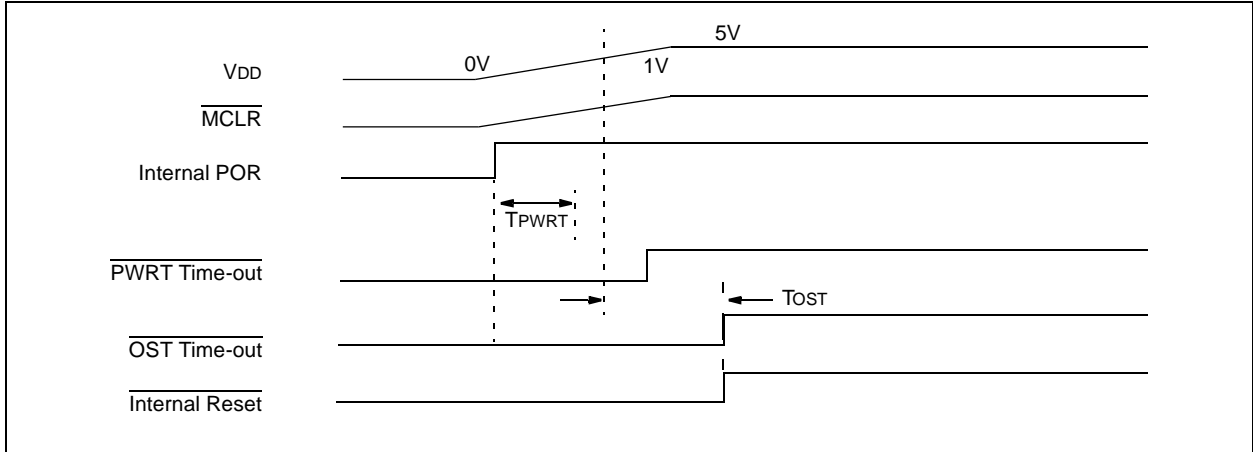 5V
VDD 0V 1V
MCLR
Internal POR
TPWRT
PWRT Time-out
TOST
OST Time-out
Internal Reset